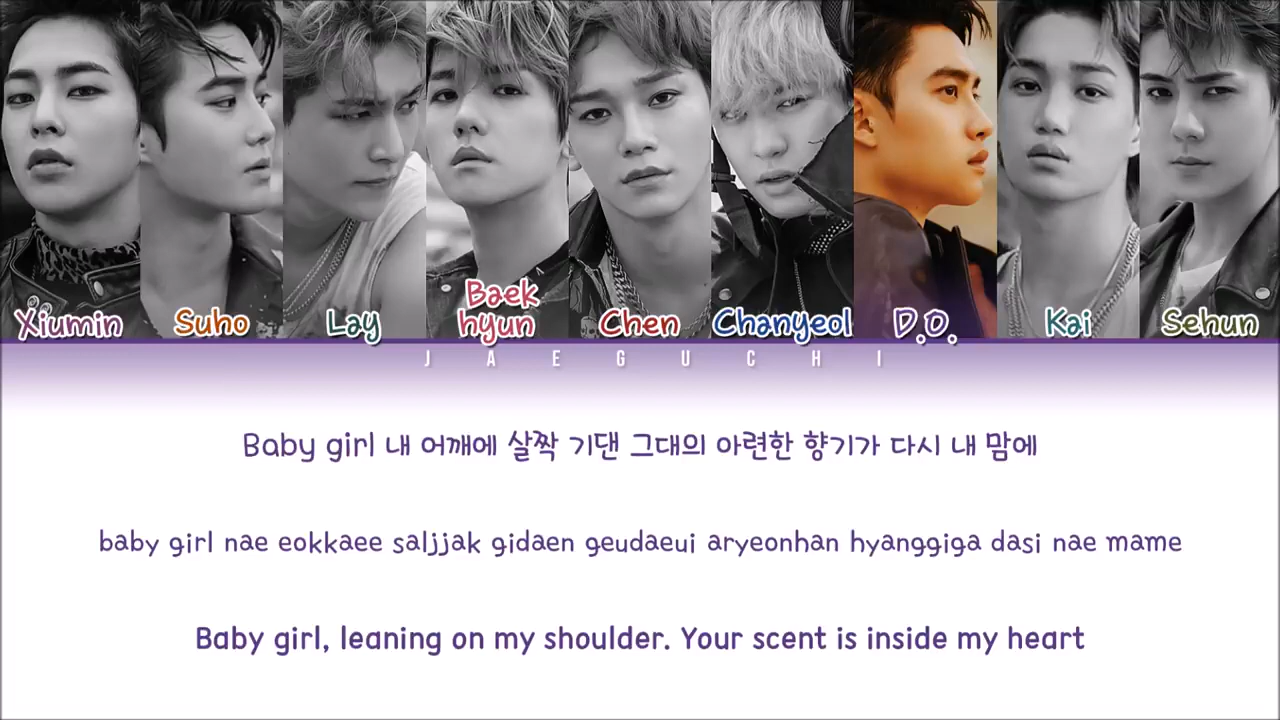 Xiumin Suho Lay Baek hyun Chen Chanyeol D.O. Kai Sehun
JAEGUCHI
Baby girl 내 어깨에 살짝 기댄 그대의 아련한 향기가 다시 내 맘에
baby girl nae eokkaee saljjak gidaen geudaeui aryeonhan hyanggiga dasi nae mame
Baby girl, leaning on my shoulder. Your scent is inside my heart